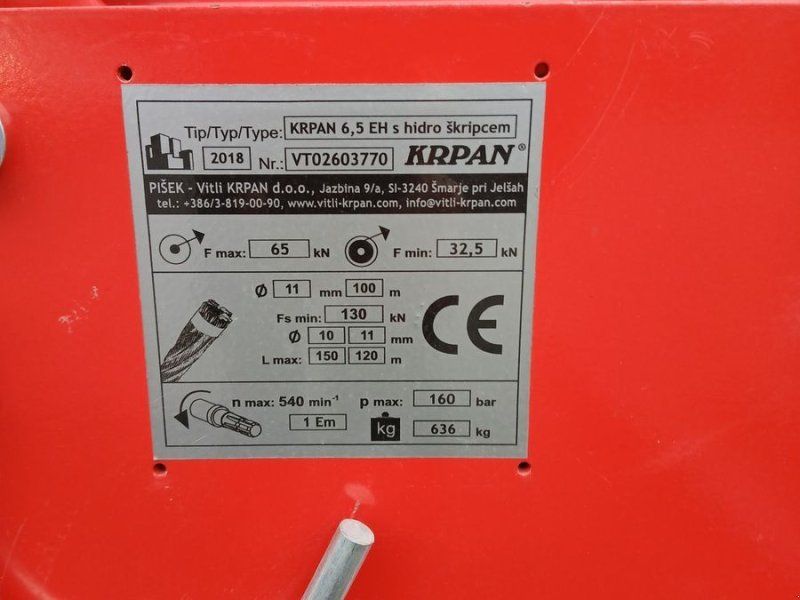 Tip/Typ/Type: KRPAN 6,5 EH s hidro škripcem
2018 Nr.: VT02603770 KRPAN®
PIŠEK - Vitli KRPAN d.o.o., Jazbina 9/a, SI-3240 Šmarje pri Jelšah
tel.: +386/3-819-00-90, www.vitli-krpan.com, info@vitli-krpan.com
F max: 65 kN F min: 32,5 kN
Ø 11 mm 100 m
Fs min: 130 kN
Ø 10 11 mm
L max: 150 120 m
CE
n max: 540 min⁻¹ p max: 160 bar
1 Em kg 636 kg